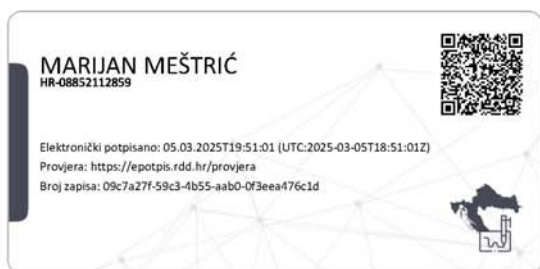 MARIJAN MEŠTRIĆ
HR-08852112859
Elektronički potpisano: 05.03.2025T19:51:01 (UTC:2025-03-05T18:51:01Z)
Provjera: https://epotpis.rdd.hr/provjera
Broj zapisa: 09c7a27f-59c3-4b55-aab0-0f3eea476c1d